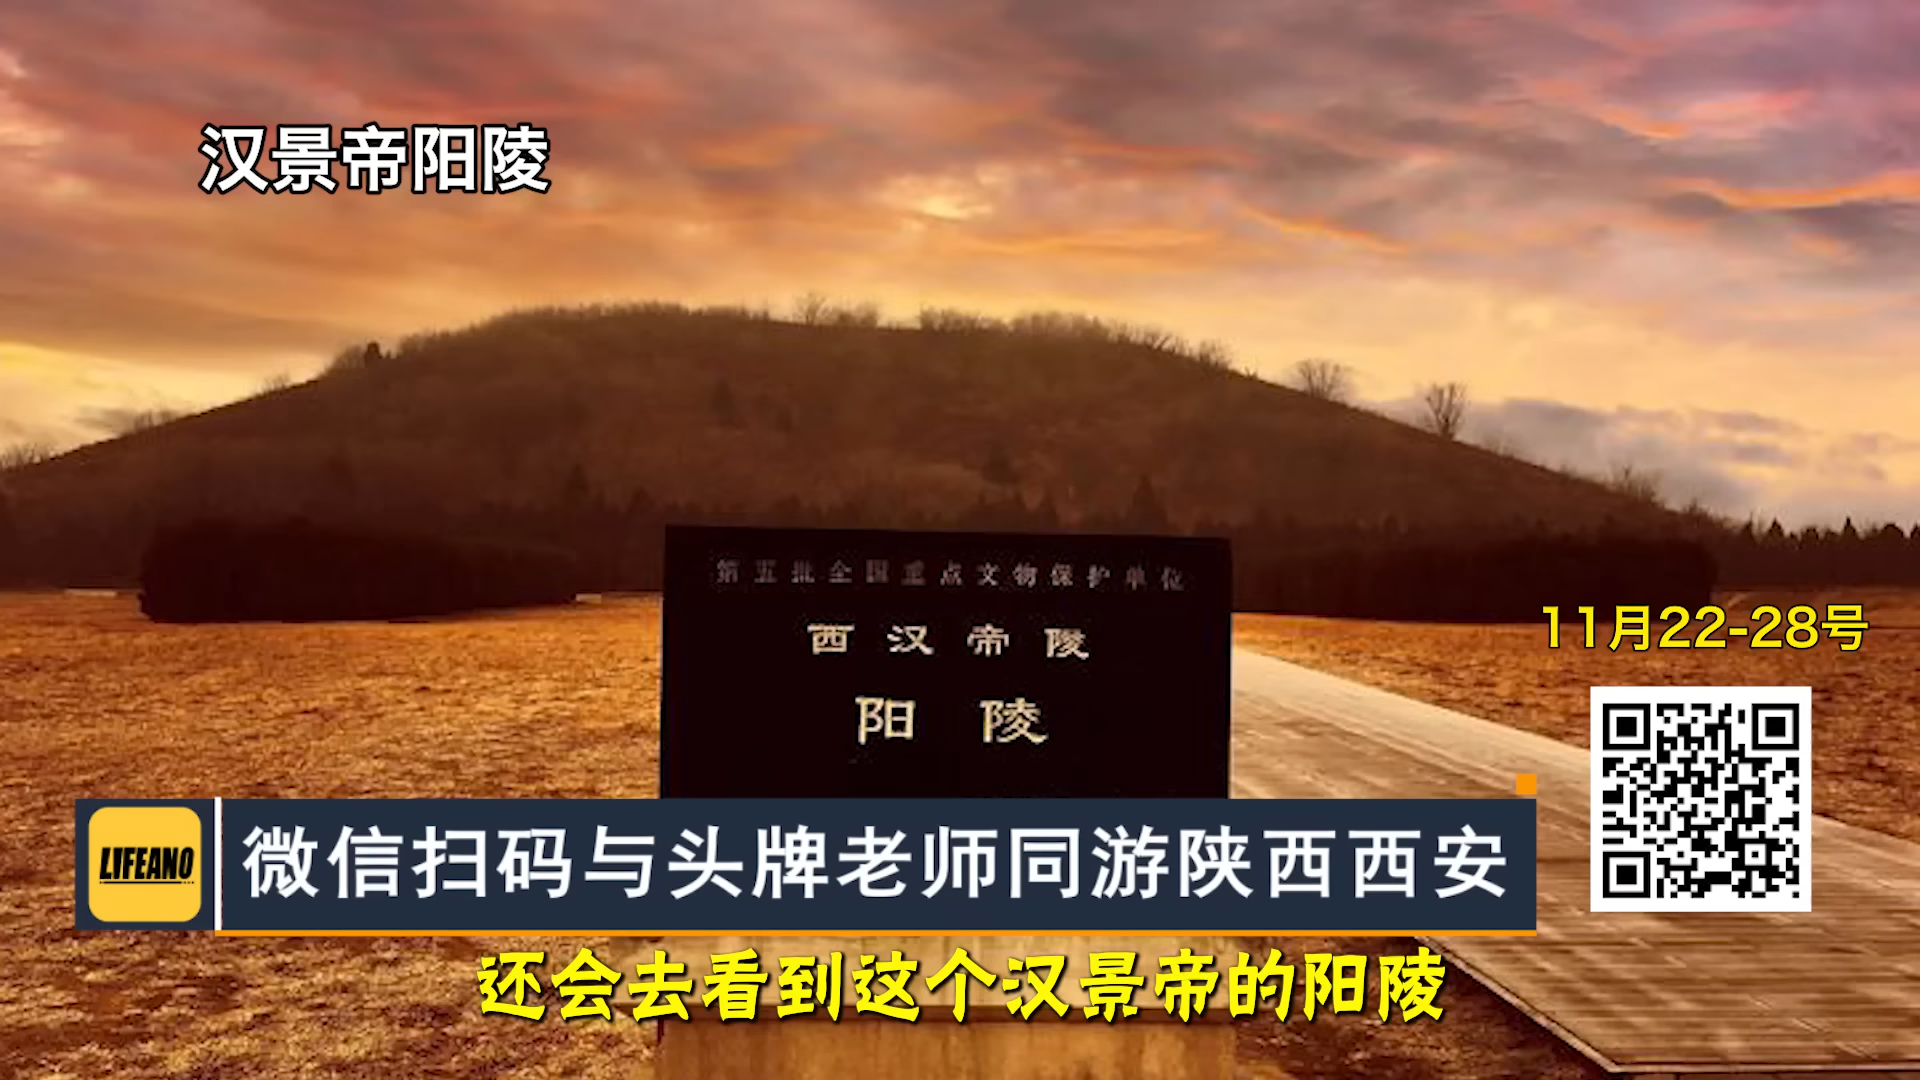 汉景帝阳陵
第五批全国重点文物保护单位
西汉帝陵
阳陵
11月22-28号
LIFEANO
微信扫码与头牌老师同游陕西西安
还会去看到这个汉景帝的阳陵